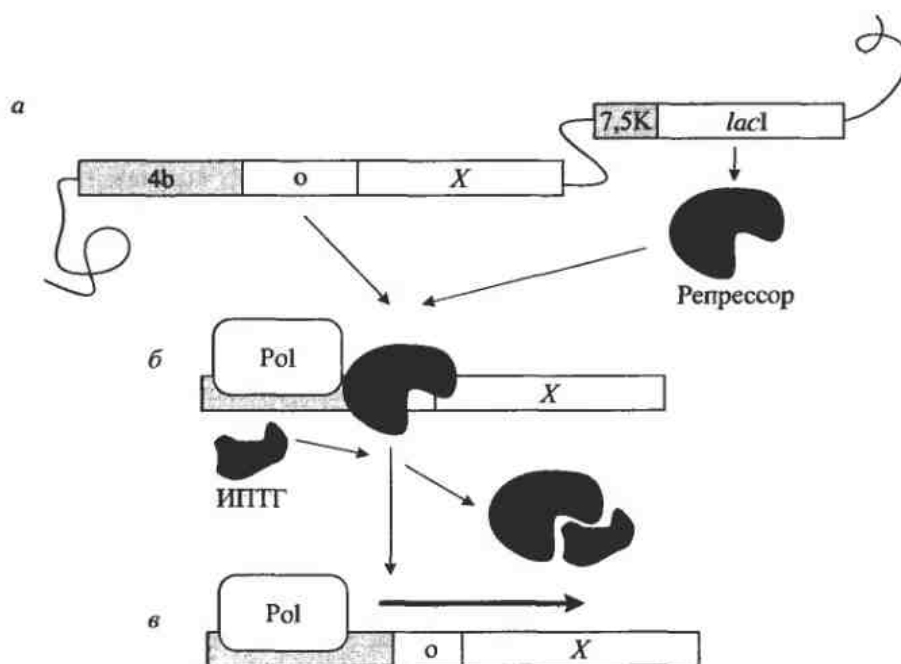 а
7,5K lacI
4b о X
Репрессор
б
Pol
X
ИПТГ
в
Pol
о X